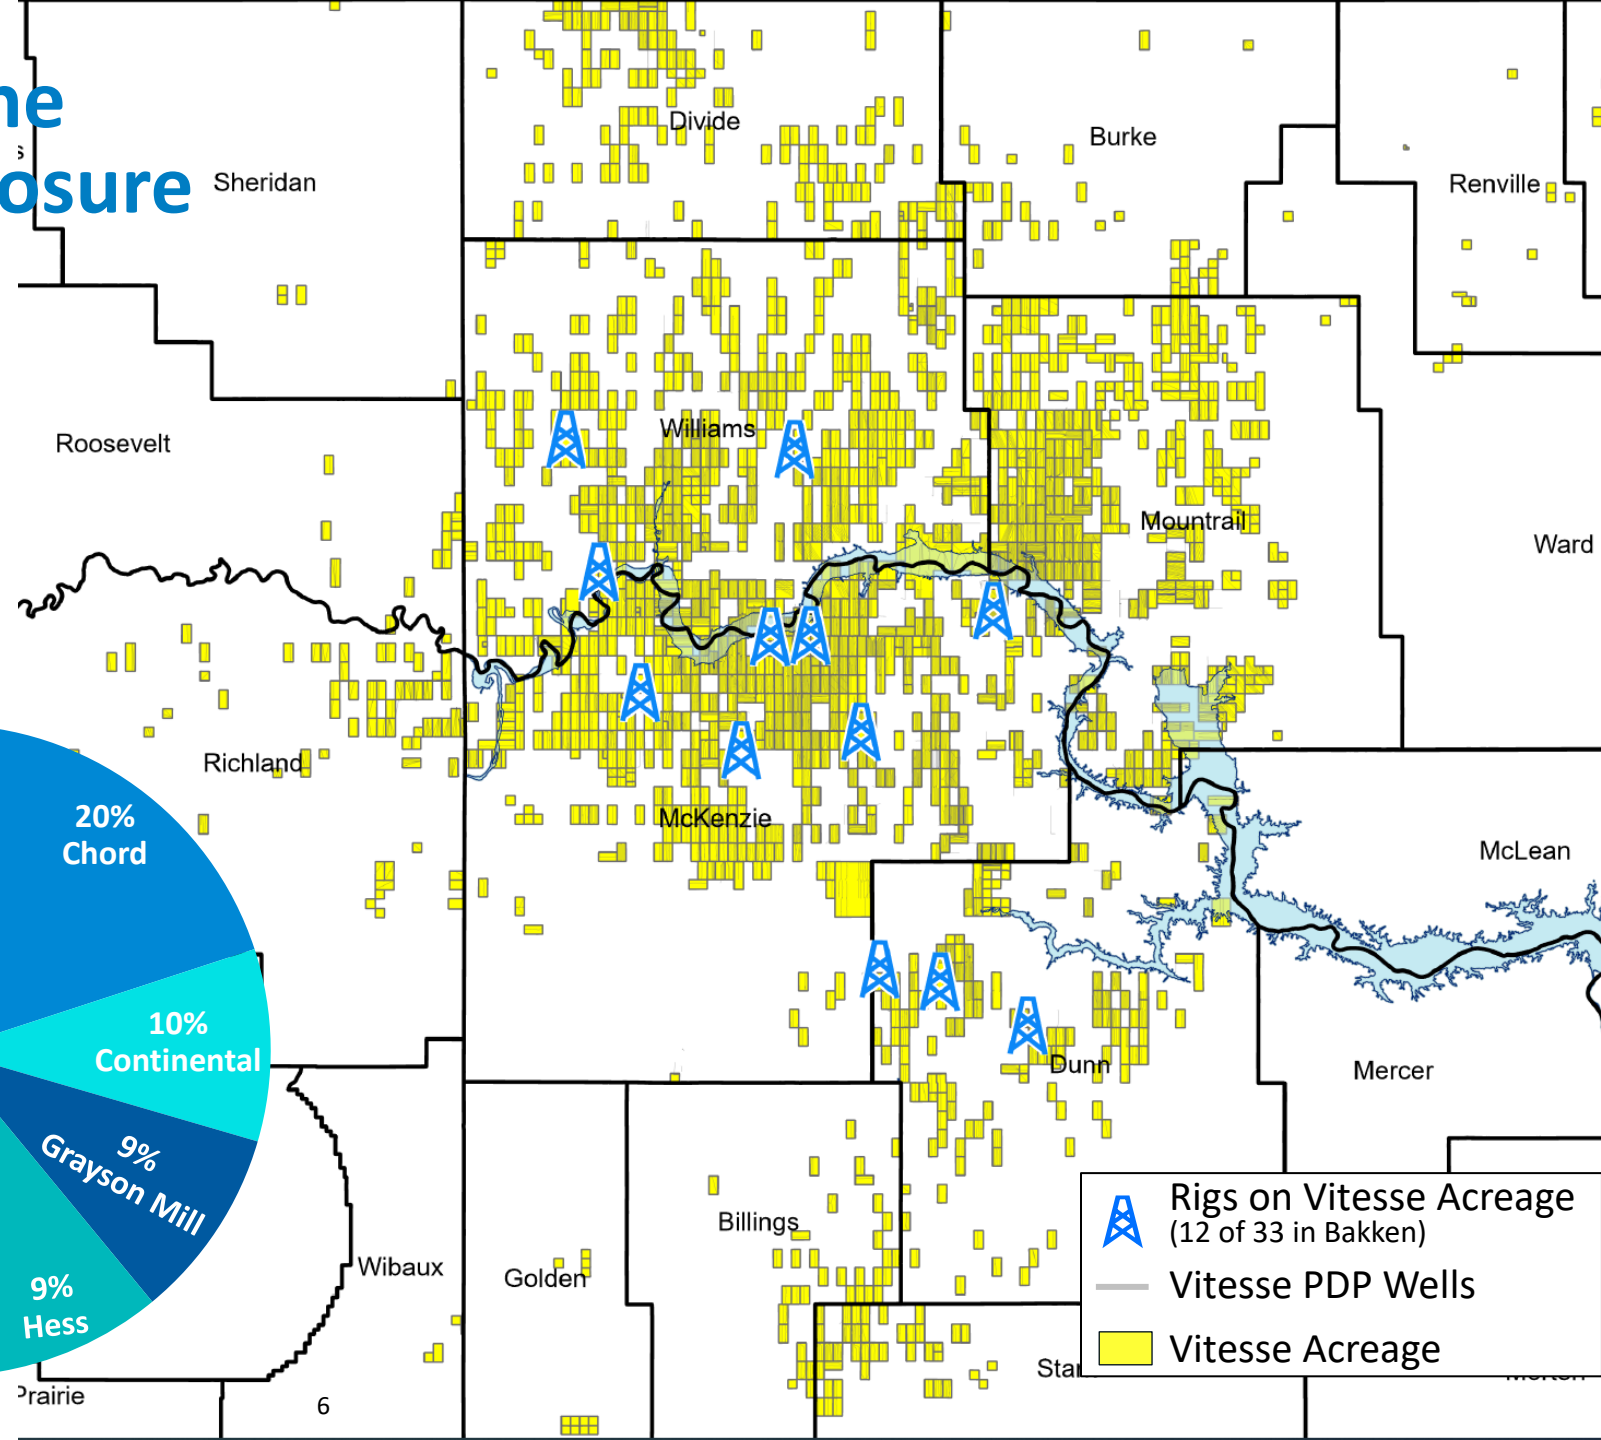 ne
s
osure
Sheridan
Divide
Burke
Renville
Roosevelt
Williams
Mountrail
Ward
Richland
McKenzie
McLean
20%
Chord
10%
Continental
9%
Grayson Mill
9%
Hess
Dunn
Mercer
Billings
Wibaux
Golden
Prairie
6
Rigs on Vitesse Acreage
(12 of 33 in Bakken)
Vitesse PDP Wells
Vitesse Acreage
Star